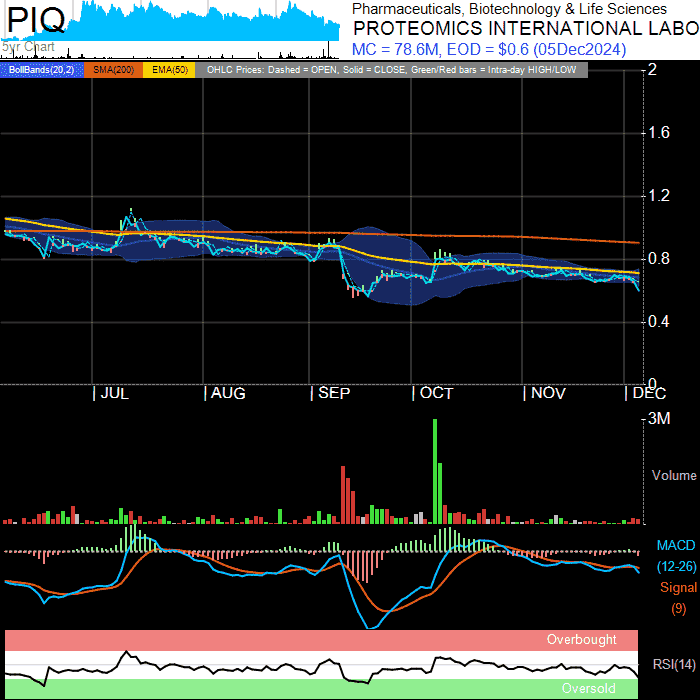 PIQ
5yr Chart
Pharmaceuticals, Biotechnology & Life Sciences
PROTEOMICS INTERNATIONAL LABO
MC = 78.6M, EOD = $0.6 (05Dec2024)
BollBands(20,2) SMA(200) EMA(50) OHLC Prices: Dashed = OPEN, Solid = CLOSE, Green/Red bars = Intra-day HIGH/LOW
2
1.6
1.2
0.8
0.4
0
JUL AUG SEP OCT NOV DEC
3M
Volume
MACD
(12-26)
Signal
(9)
Overbought
RSI(14)
Oversold